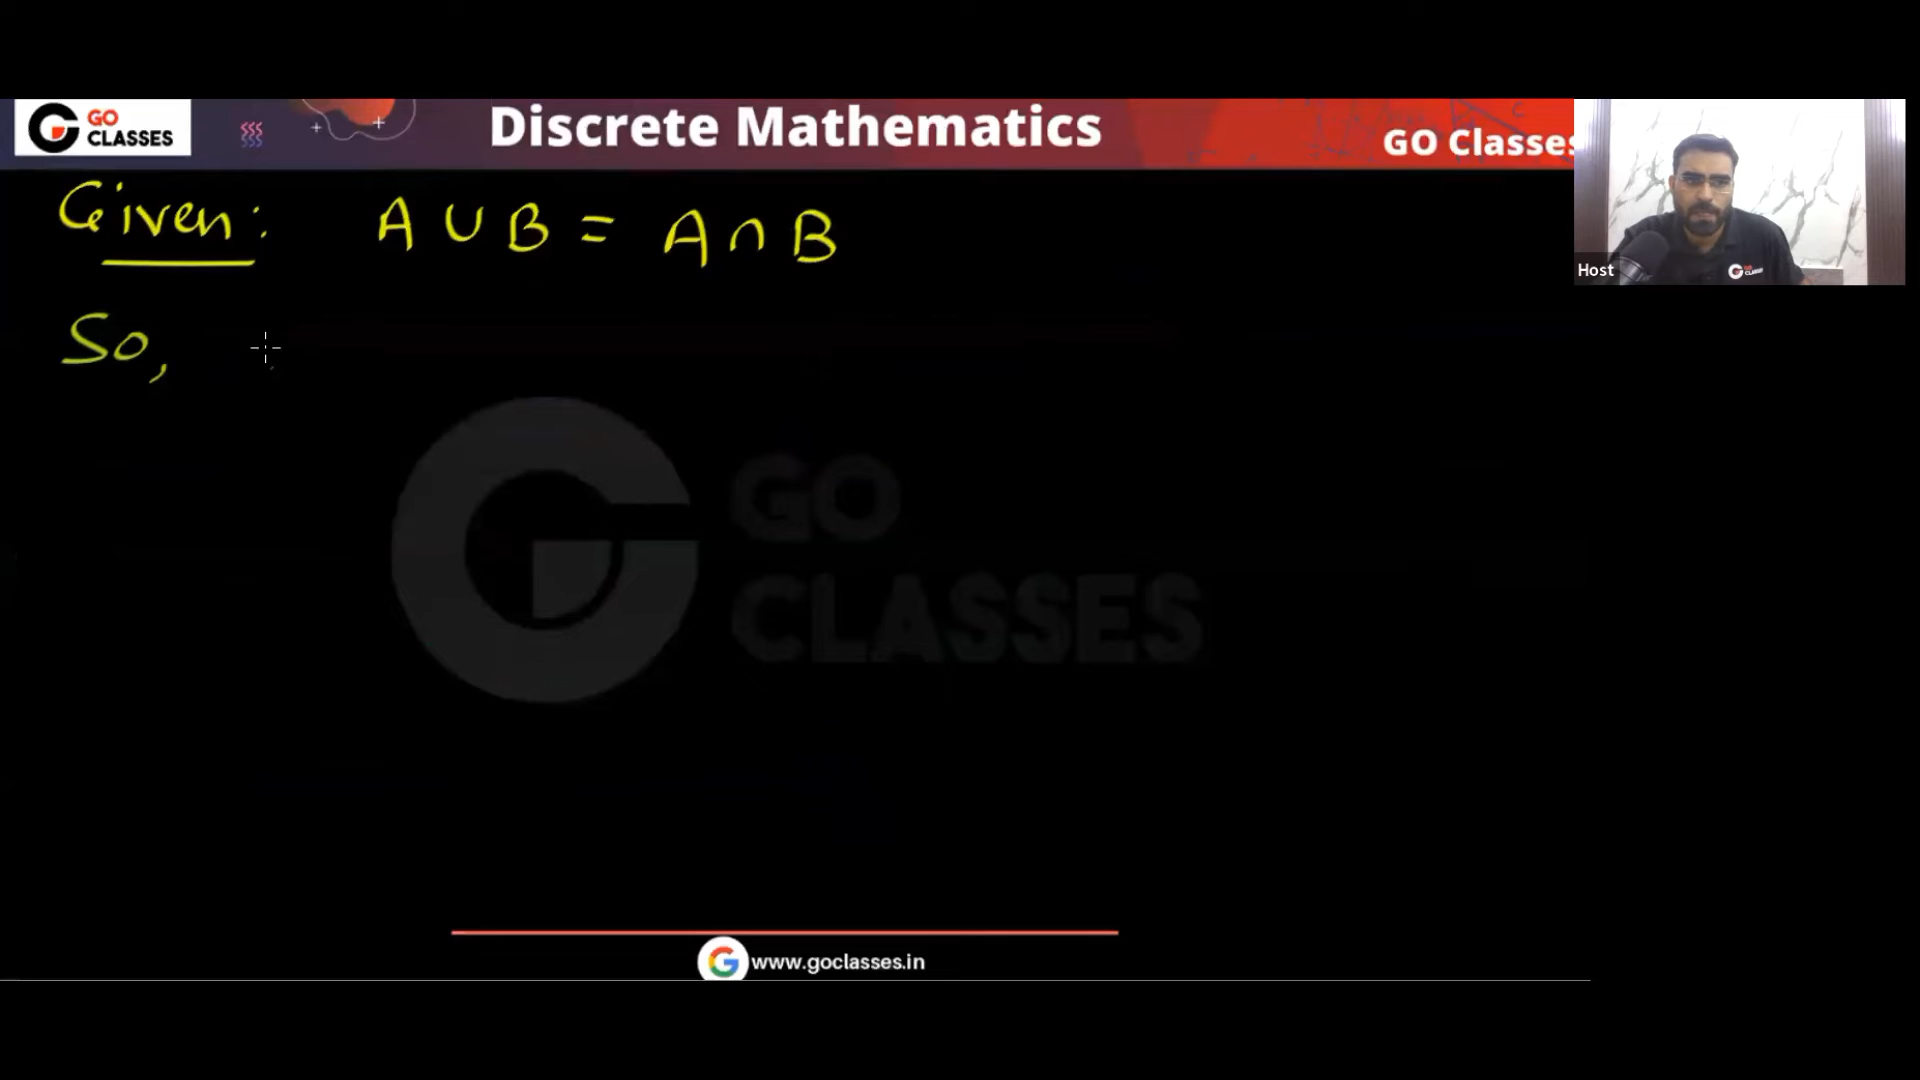 GO
CLASSES
Discrete Mathematics
GO Classes
Given: A ∪ B = A ∩ B
Host
So,
GO
CLASSES
www.goclasses.in